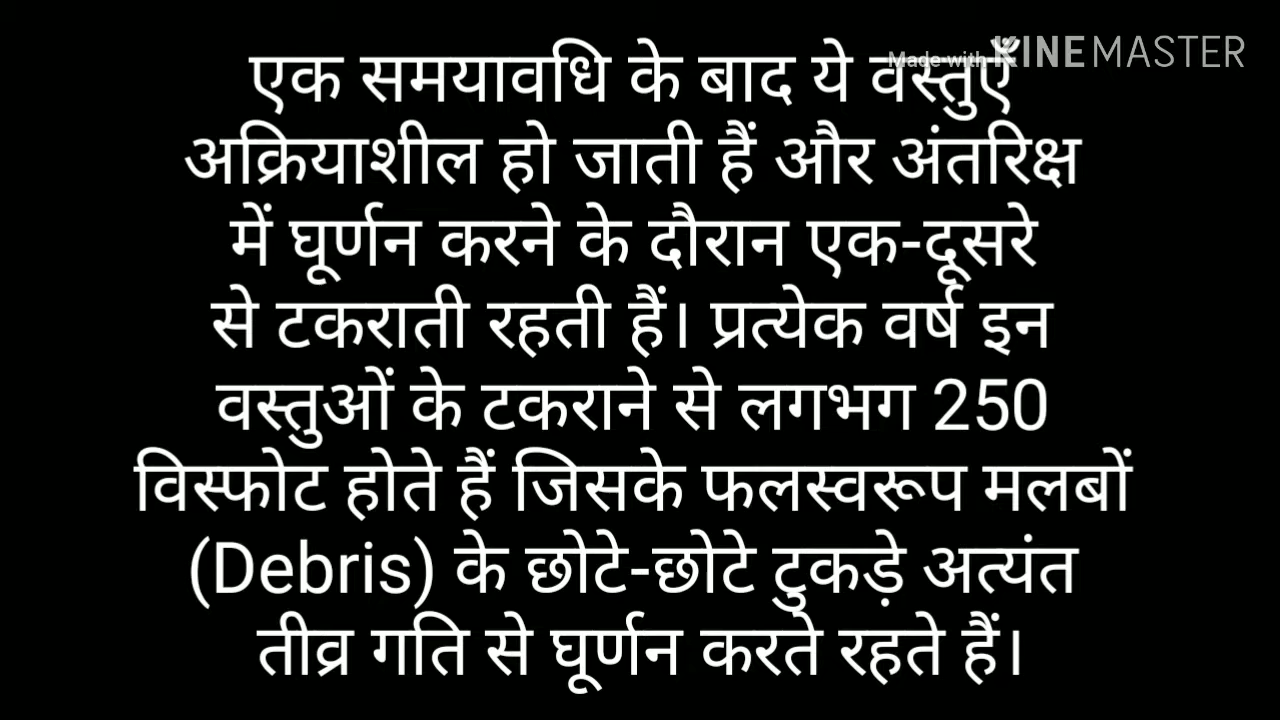 Made with KINEMASTER
एक समयावधि के बाद ये वस्तुएँ
अक्रियाशील हो जाती हैं और अंतरिक्ष
में घूर्णन करने के दौरान एक-दूसरे
से टकराती रहती हैं। प्रत्येक वर्ष इन
वस्तुओं के टकराने से लगभग 250
विस्फोट होते हैं जिसके फलस्वरूप मलबों
(Debris) के छोटे-छोटे टुकड़े अत्यंत
तीव्र गति से घूर्णन करते रहते हैं।